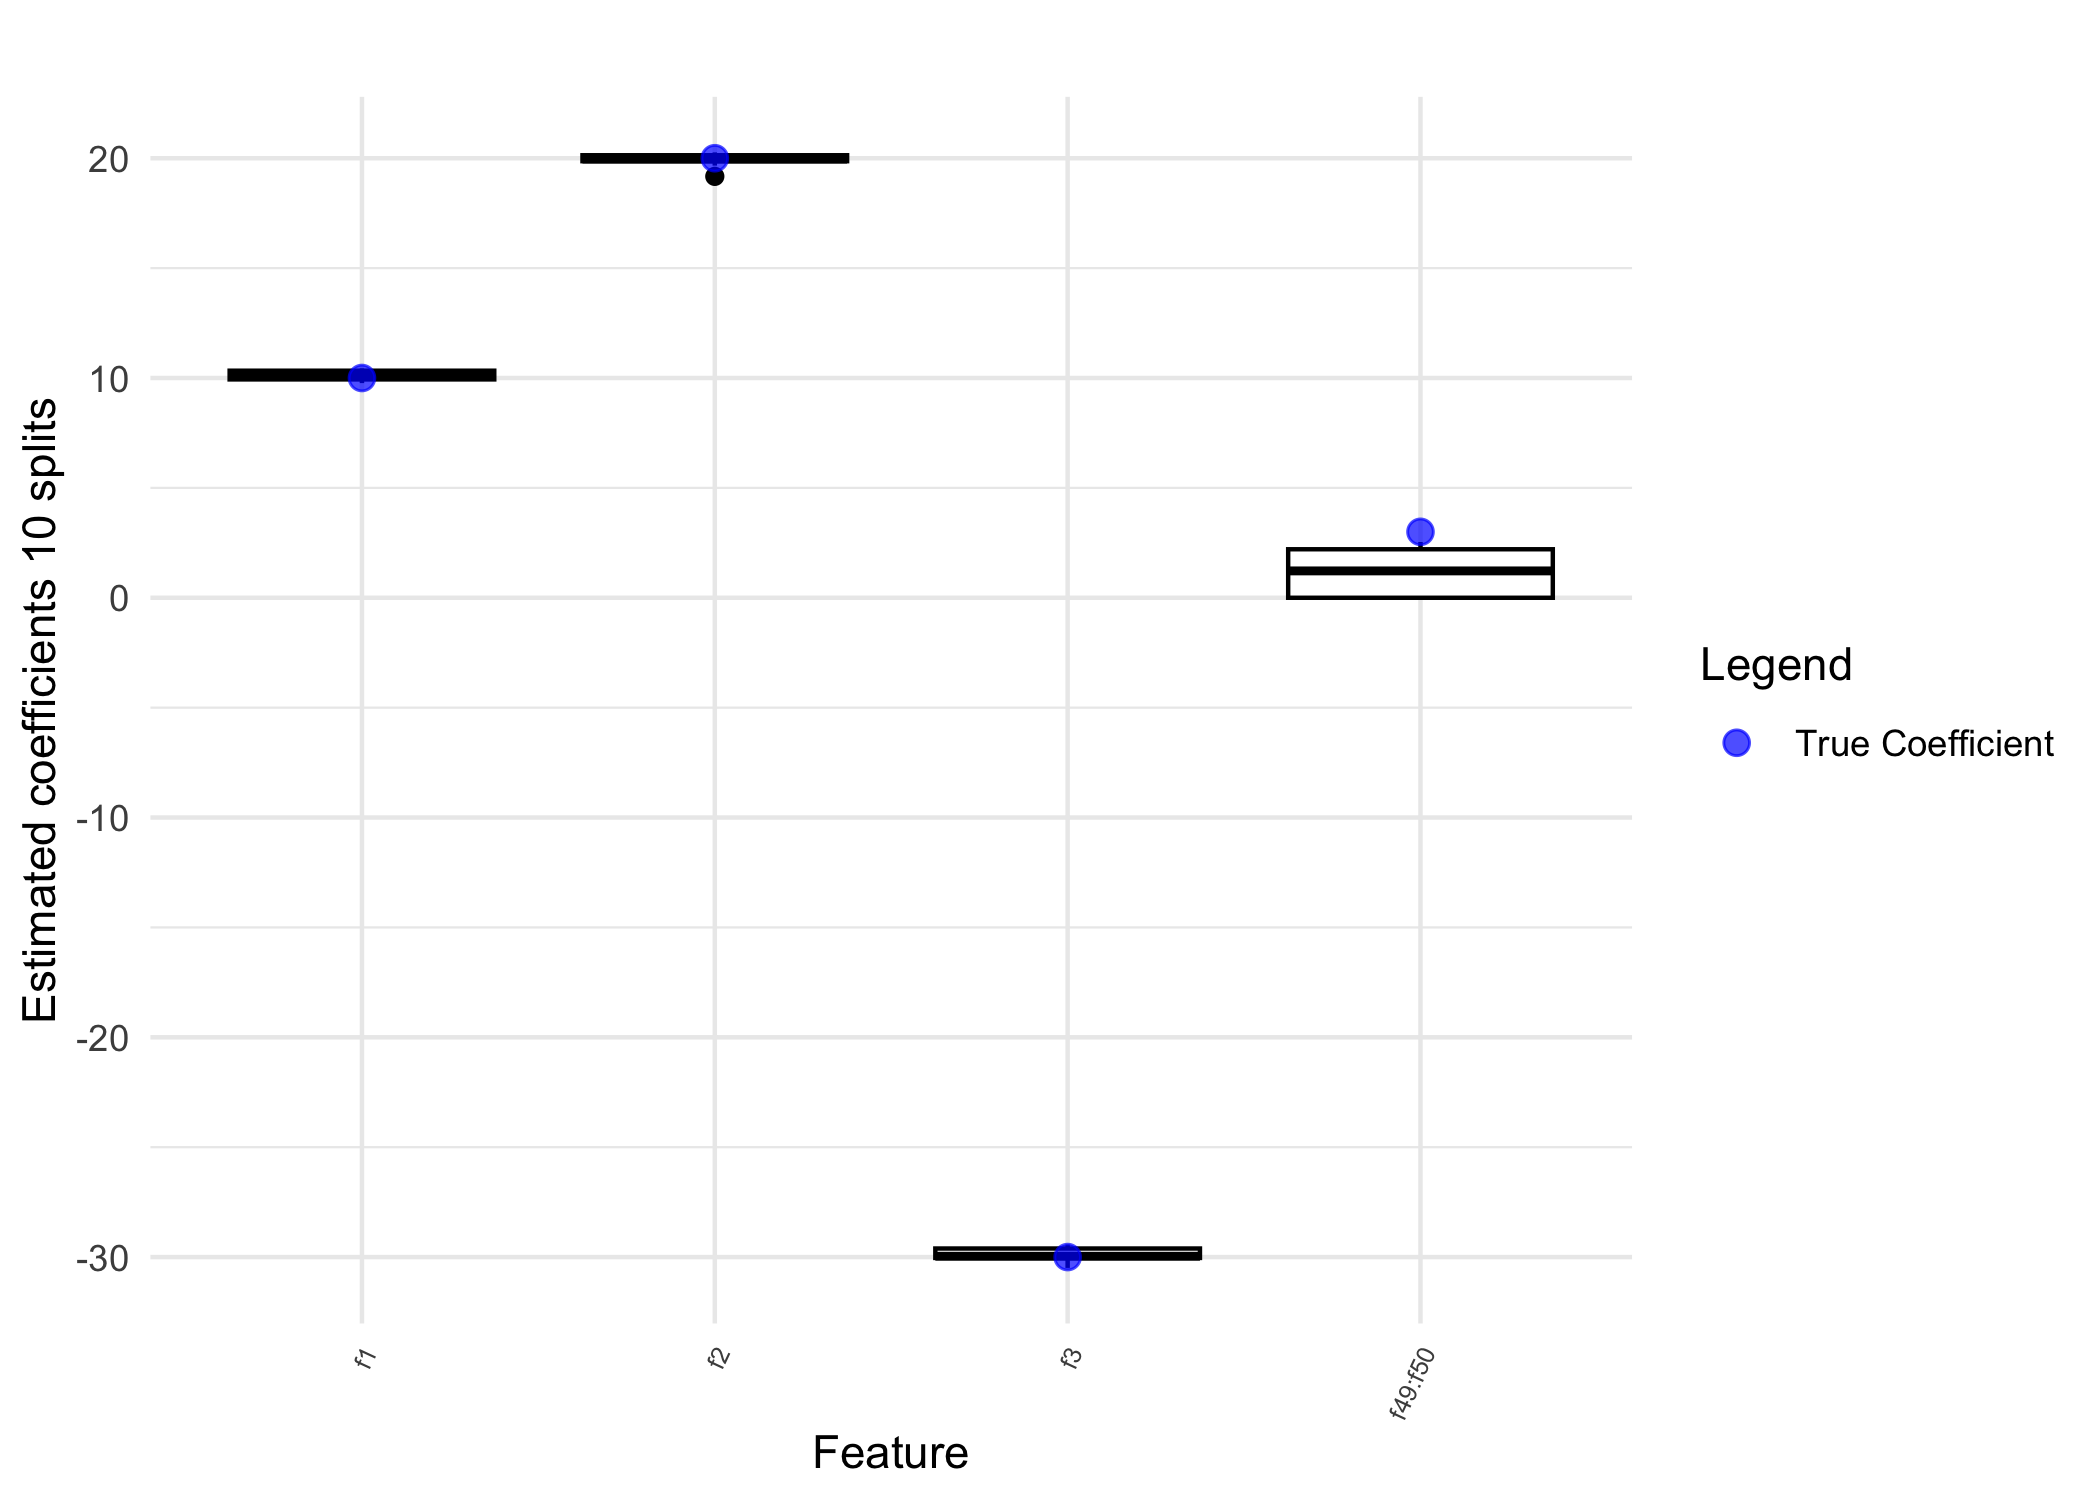 Estimated coefficients 10 splits
20
10
0
-10
-20
-30
f1
f2
f3
f49:f50
Feature
Legend
True Coefficient